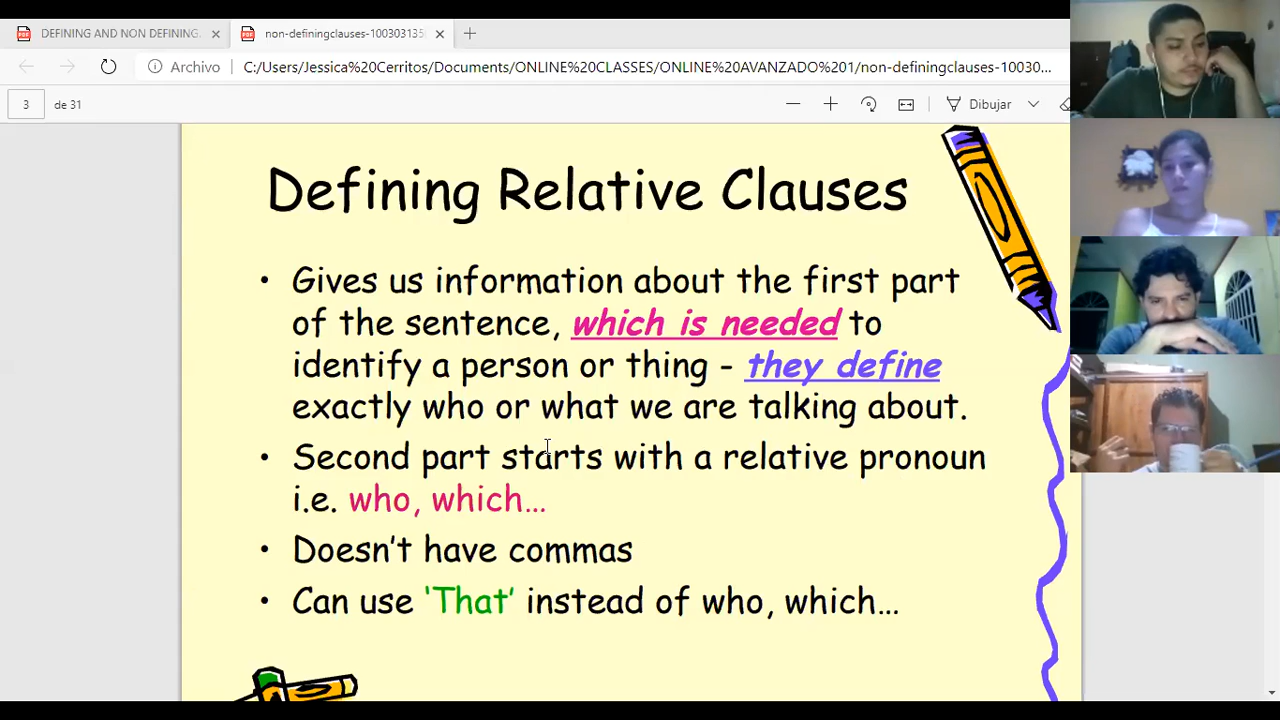 DEFINING AND NON DEFINING.
non-definingclauses-100303135
Archivo
C:/Users/Jessica%20Cerritos/Documents/ONLINE%20CLASSES/ONLINE%20AVANZADO%201/non-definingclauses-10030...
3
de 31
Dibujar
Defining Relative Clauses
• Gives us information about the first part
of the sentence, which is needed to
identify a person or thing - they define
exactly who or what we are talking about.
• Second part starts with a relative pronoun
i.e. who, which...
• Doesn't have commas
• Can use 'That' instead of who, which...